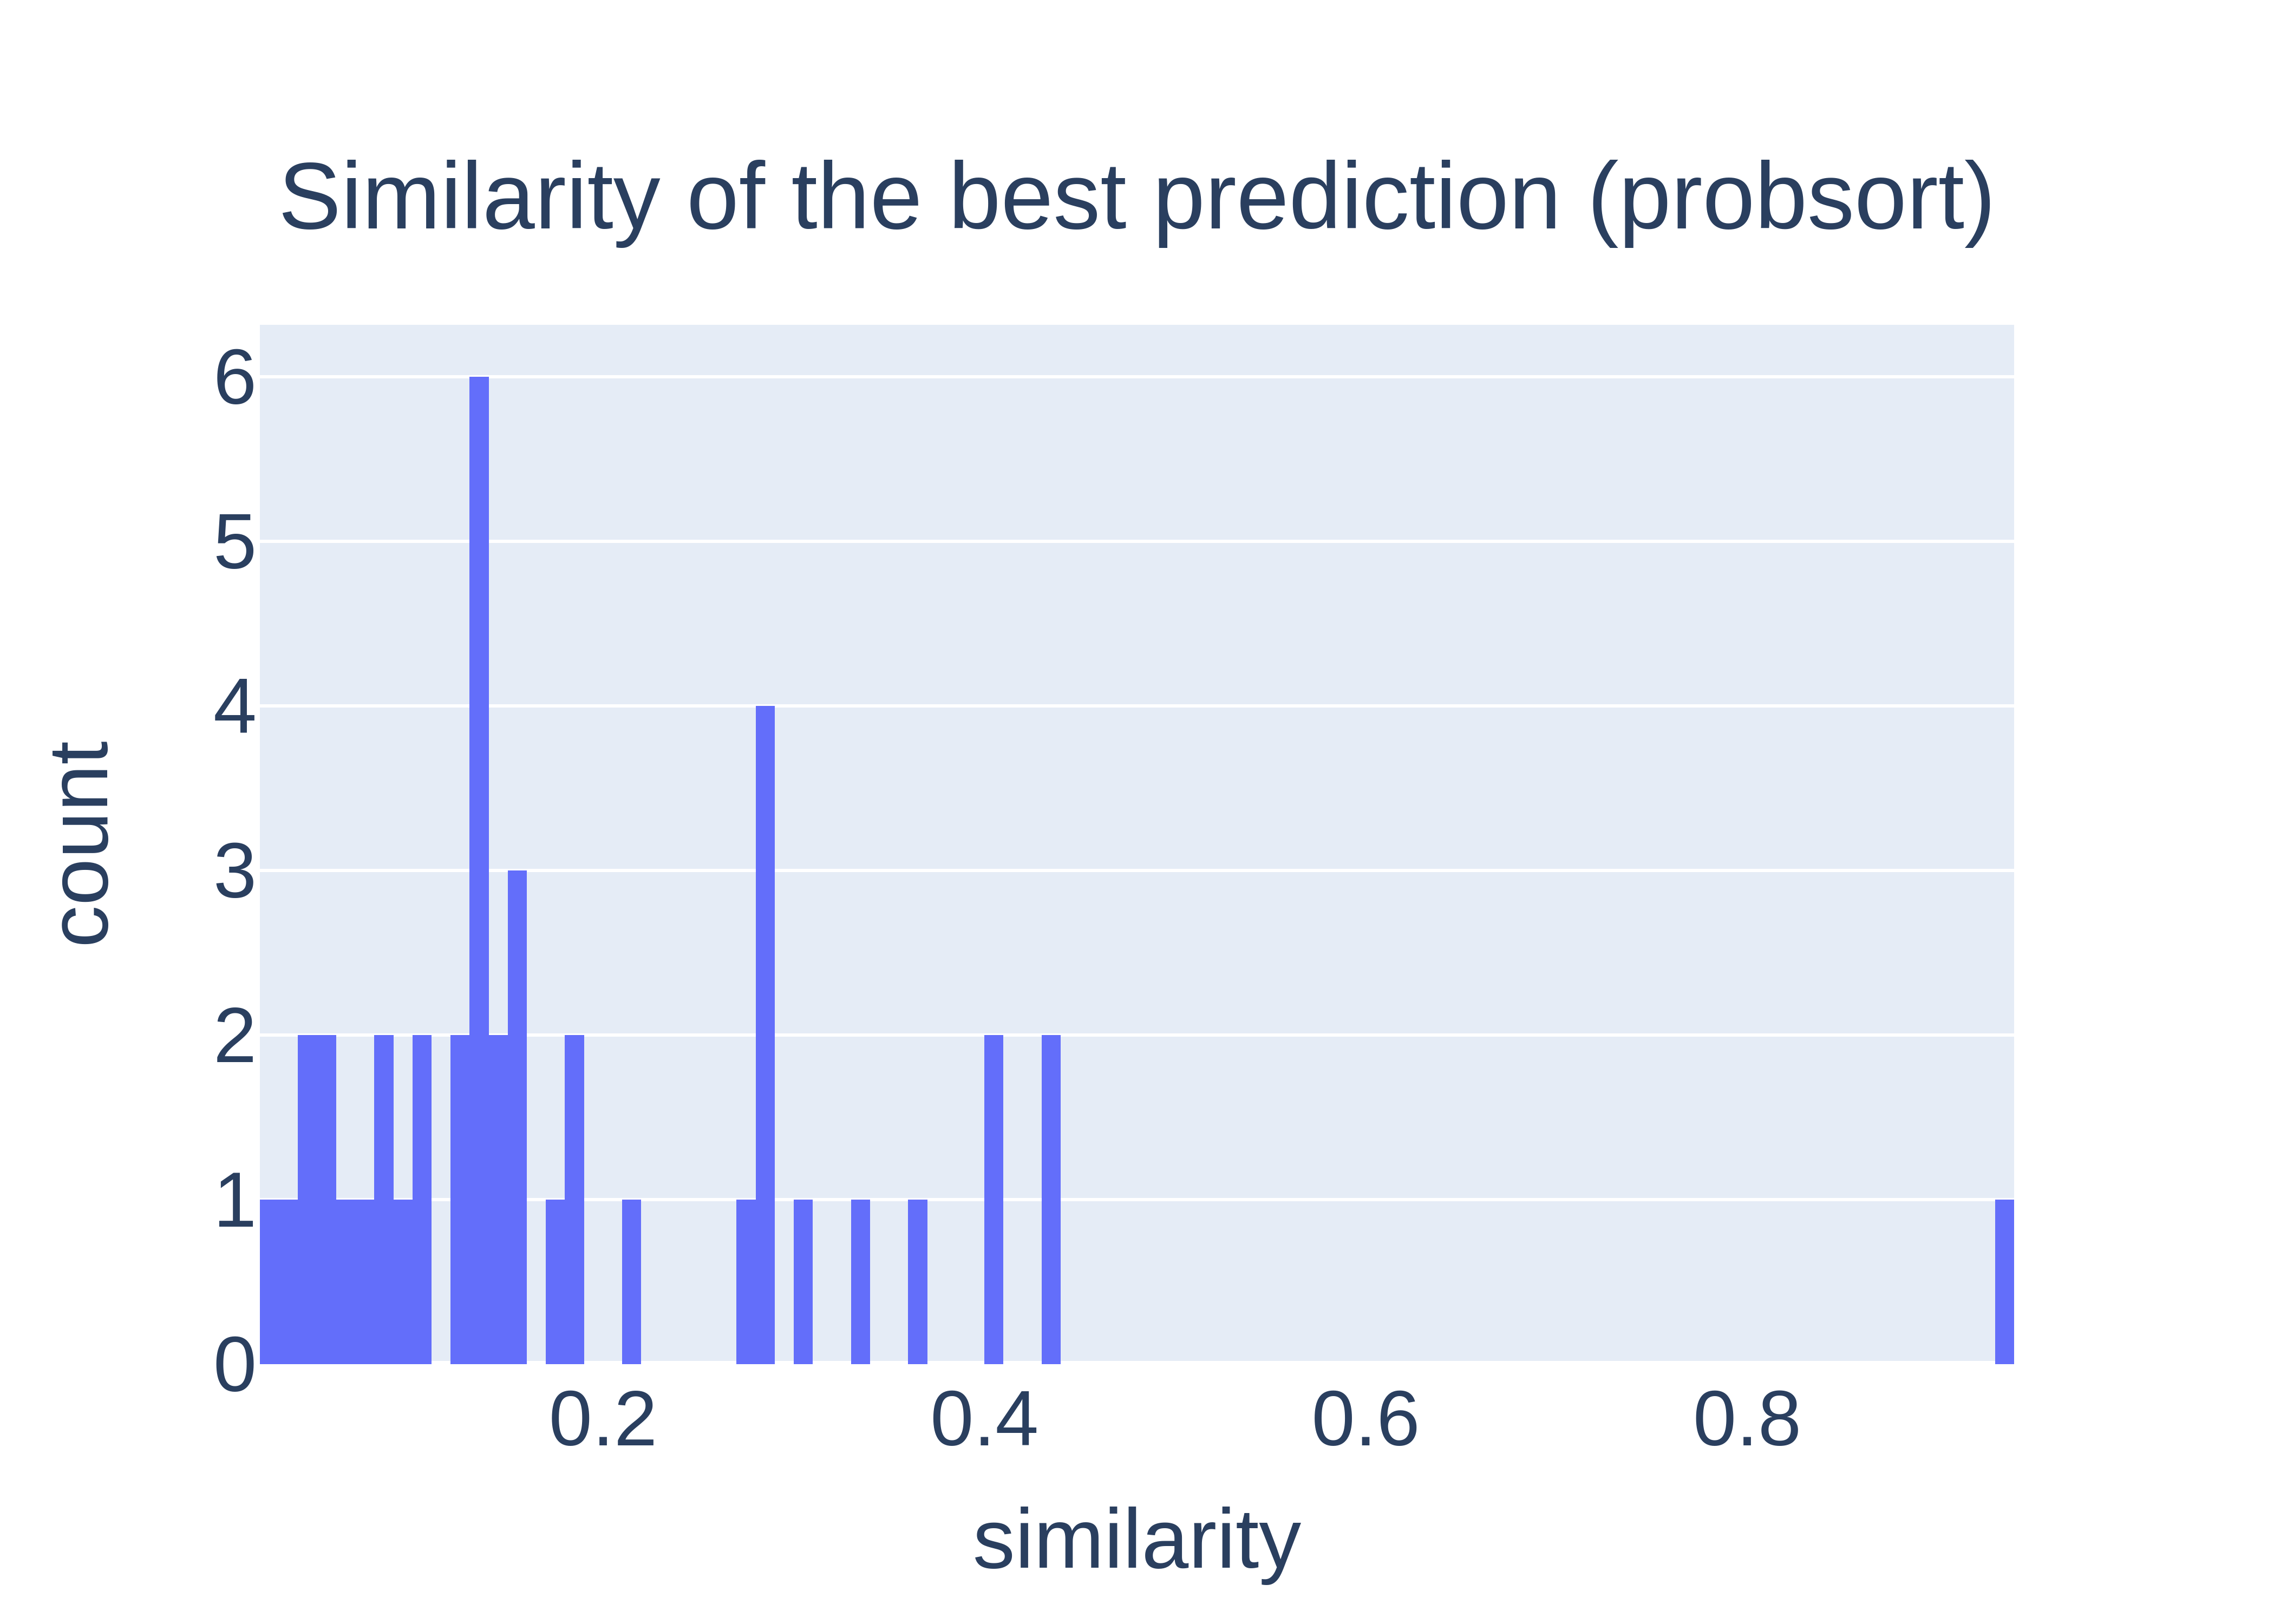 Similarity of the best prediction (probsort)
6
5
4
3
2
1
0
count
0.2 0.4 0.6 0.8
similarity